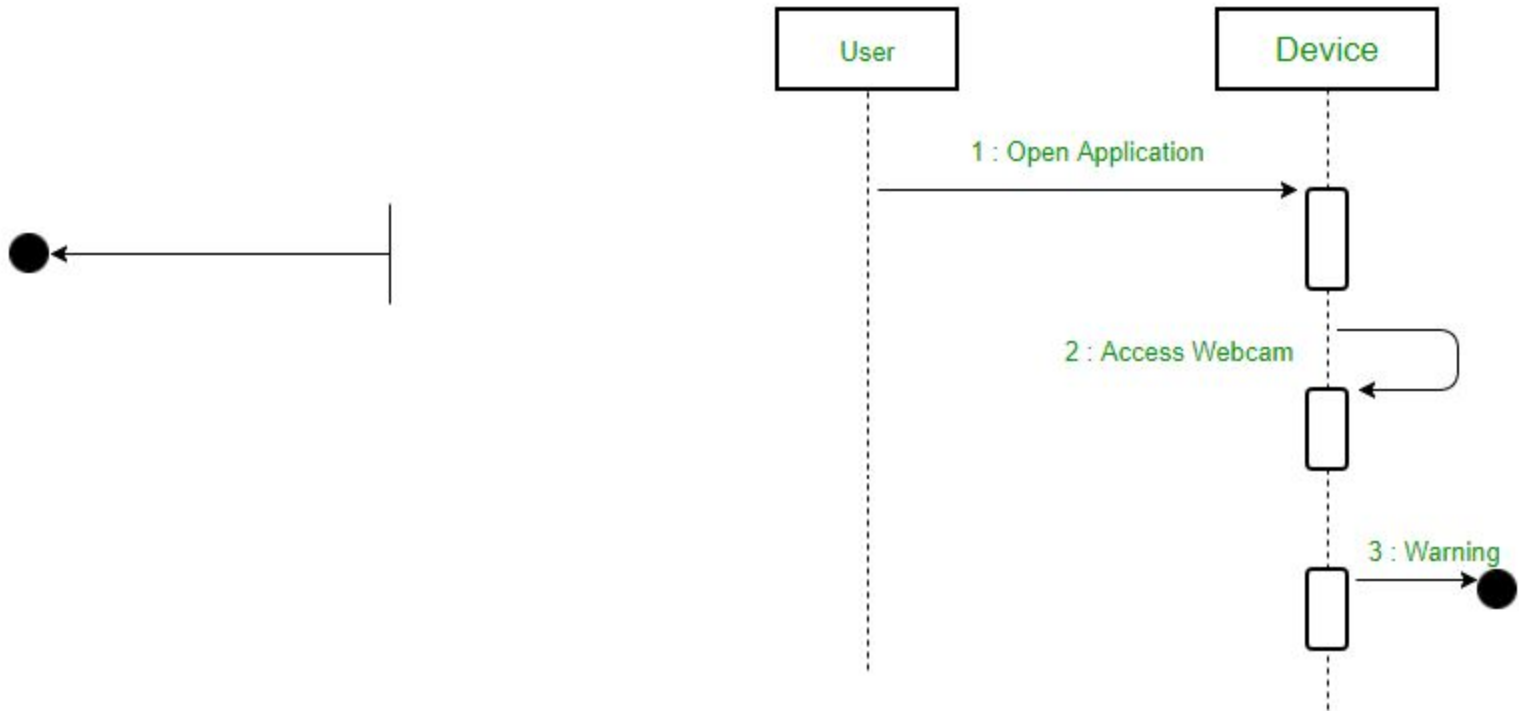 User
Device
1 : Open Application
2 : Access Webcam
3 : Warning